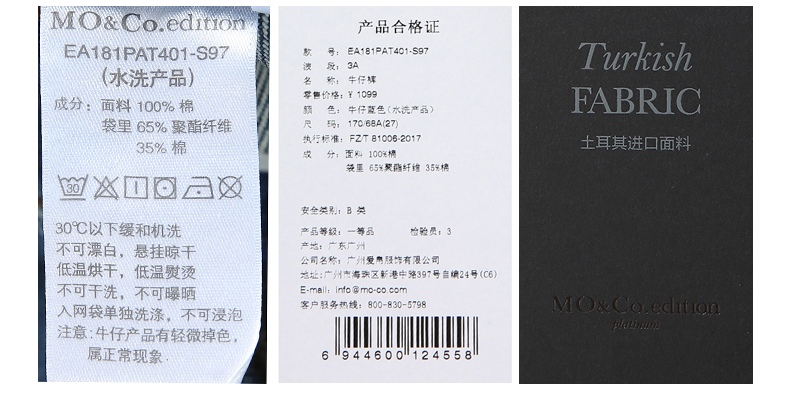 MO&Co.edition
EA181PAT401-S97
(水洗产品)
成分: 面料 100% 棉
袋里 65% 聚酯纤维
35% 棉
30
30℃以下缓和机洗
不可漂白, 悬挂晾干
低温烘干, 低温熨烫
不可干洗, 不可曝晒
入网袋单独洗涤, 不可浸泡
注意:牛仔产品有轻微掉色,
属正常现象
产品合格证
款 号: EA181PAT401-S97
波 段: 3A
名 称: 牛仔裤
零售价格: ¥ 1099
颜 色: 牛仔蓝色(水洗产品)
尺 码: 170/68A(27)
执行标准: FZ/T 81006-2017
成 分: 面料 100%棉
袋里 65%聚酯纤维 35%棉
安全类别: B 类
产品等级: 一等品 检验员: 3
产地: 广东广州
公司名称: 广州爱帛服饰有限公司
地址:广州市海珠区新港中路397号自编24号(C6)
E-mail: info@mo-co.com
客户服务热线: 800-830-5798
6 944600 124558
Turkish
FABRIC
土耳其进口面料
MO&Co.edition
platinum